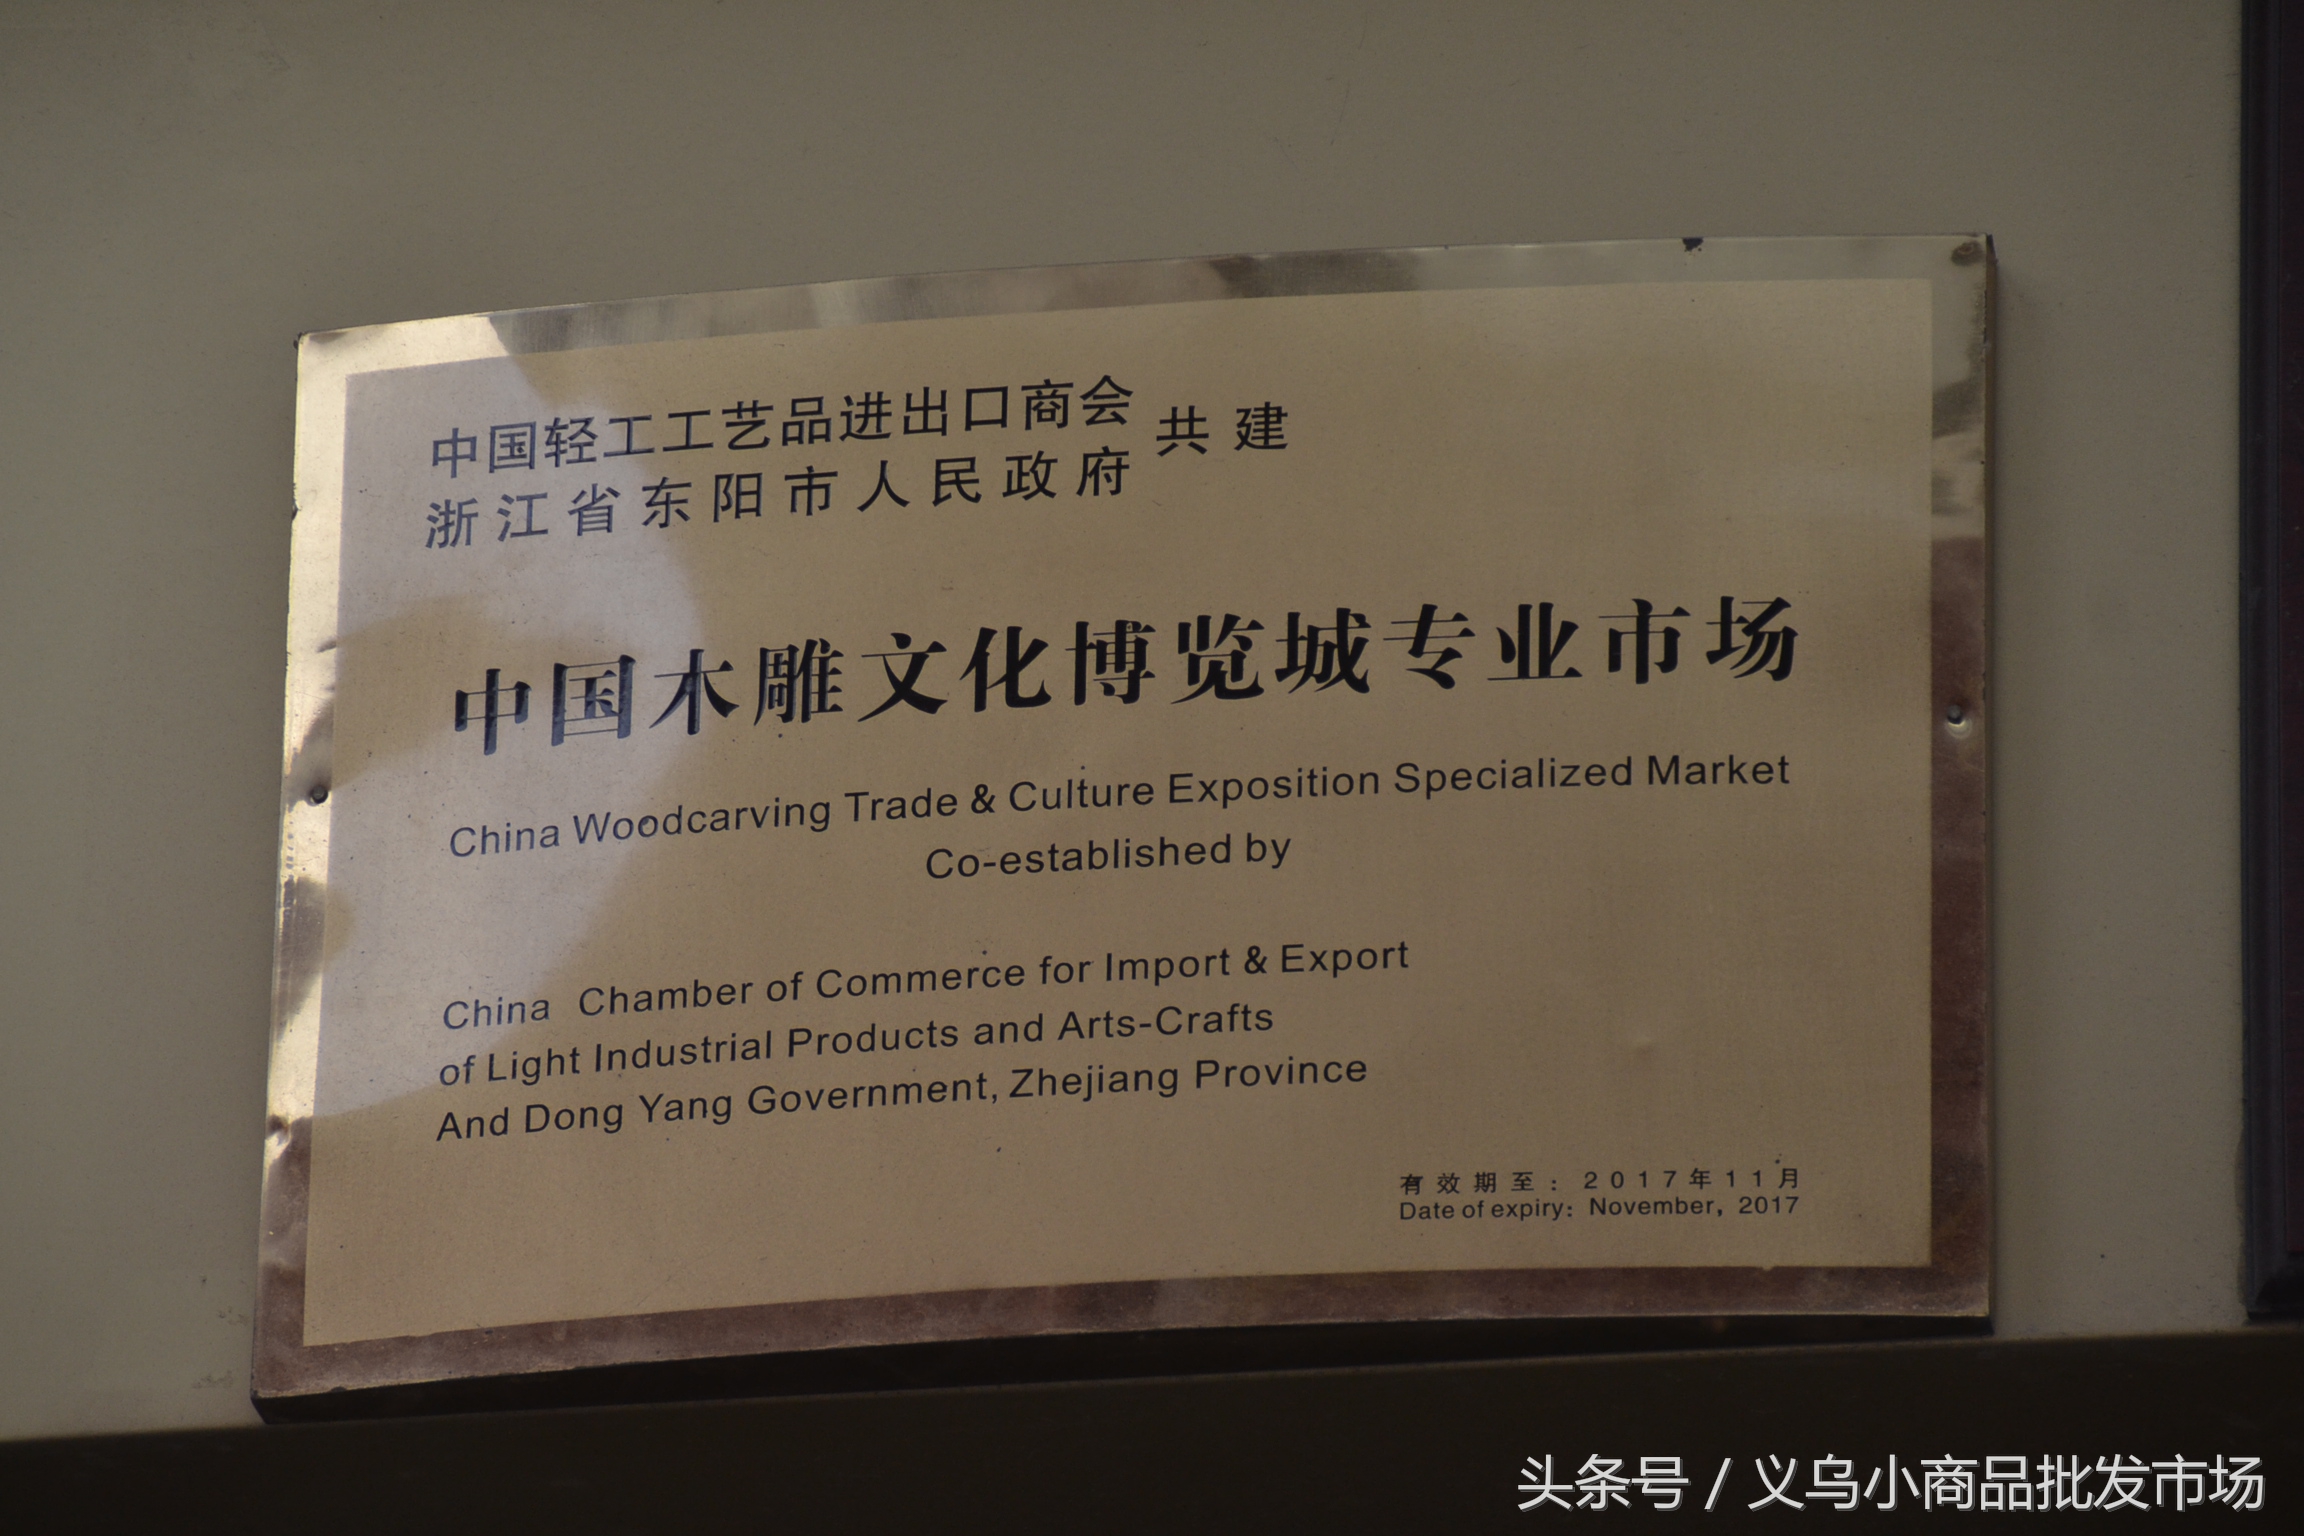 中国轻工工艺品进出口商会
浙江省东阳市人民政府
共建
中国木雕文化博览城专业市场
China Woodcarving Trade & Culture Exposition Specialized Market
Co-established by
China Chamber of Commerce for Import & Export
of Light Industrial Products and Arts-Crafts
And Dong Yang Government, Zhejiang Province
有效期至：2017年11月
Date of expiry: November, 2017
头条号 / 义乌小商品批发市场